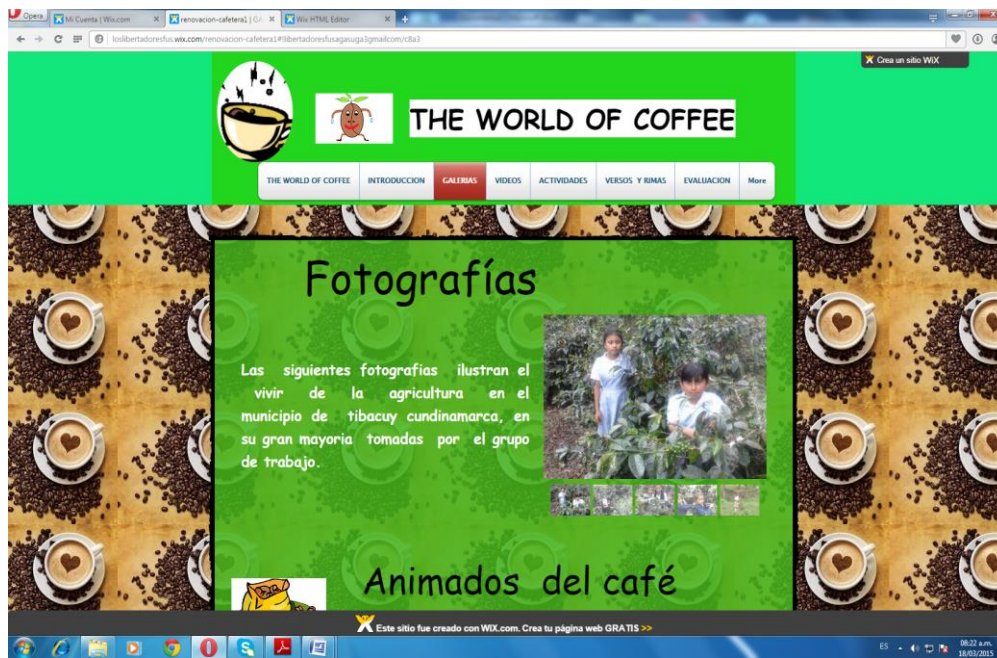 Opera
Mi Cuenta | Wix.com
renovacion-cafetera1 | GA
Wix HTML Editor
loslibertadoresfus.wix.com/renovacion-cafetera1#!libertadoresfusagasuga3gmailcom/c8a3
Crea un sitio WiX
THE WORLD OF COFFEE
THE WORLD OF COFFEE
INTRODUCCION
GALERIAS
VIDEOS
ACTIVIDADES
VERSOS Y RIMAS
EVALUACION
More
Fotografías
Las siguientes fotografias ilustran el
vivir de la agricultura en el
municipio de tibacuy cundinamarca, en
su gran mayoria tomadas por el grupo
de trabajo.
Animados del café
Este sitio fue creado con WIX.com. Crea tu página web GRATIS >>
ES
08:22 a.m.
18/03/2015